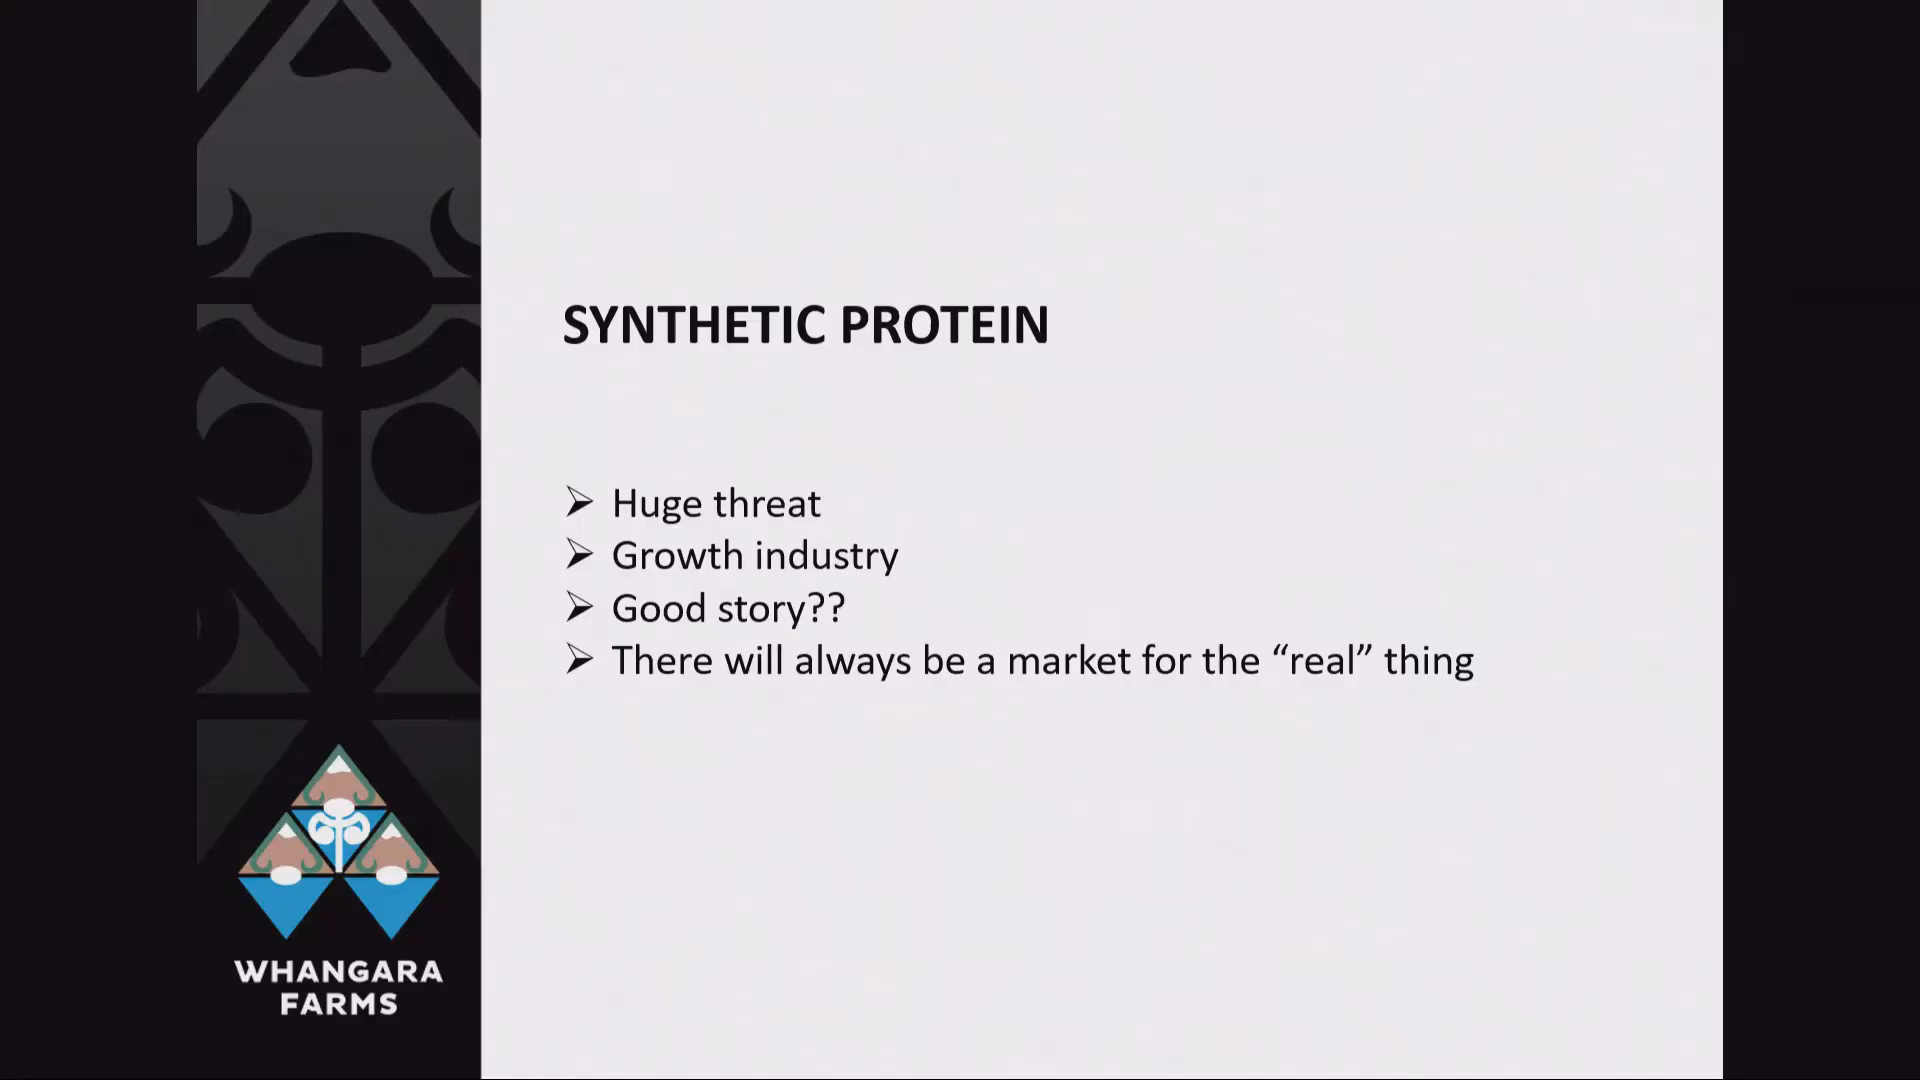 SYNTHETIC PROTEIN
➢ Huge threat
➢ Growth industry
➢ Good story??
➢ There will always be a market for the “real” thing
WHANGARA
FARMS